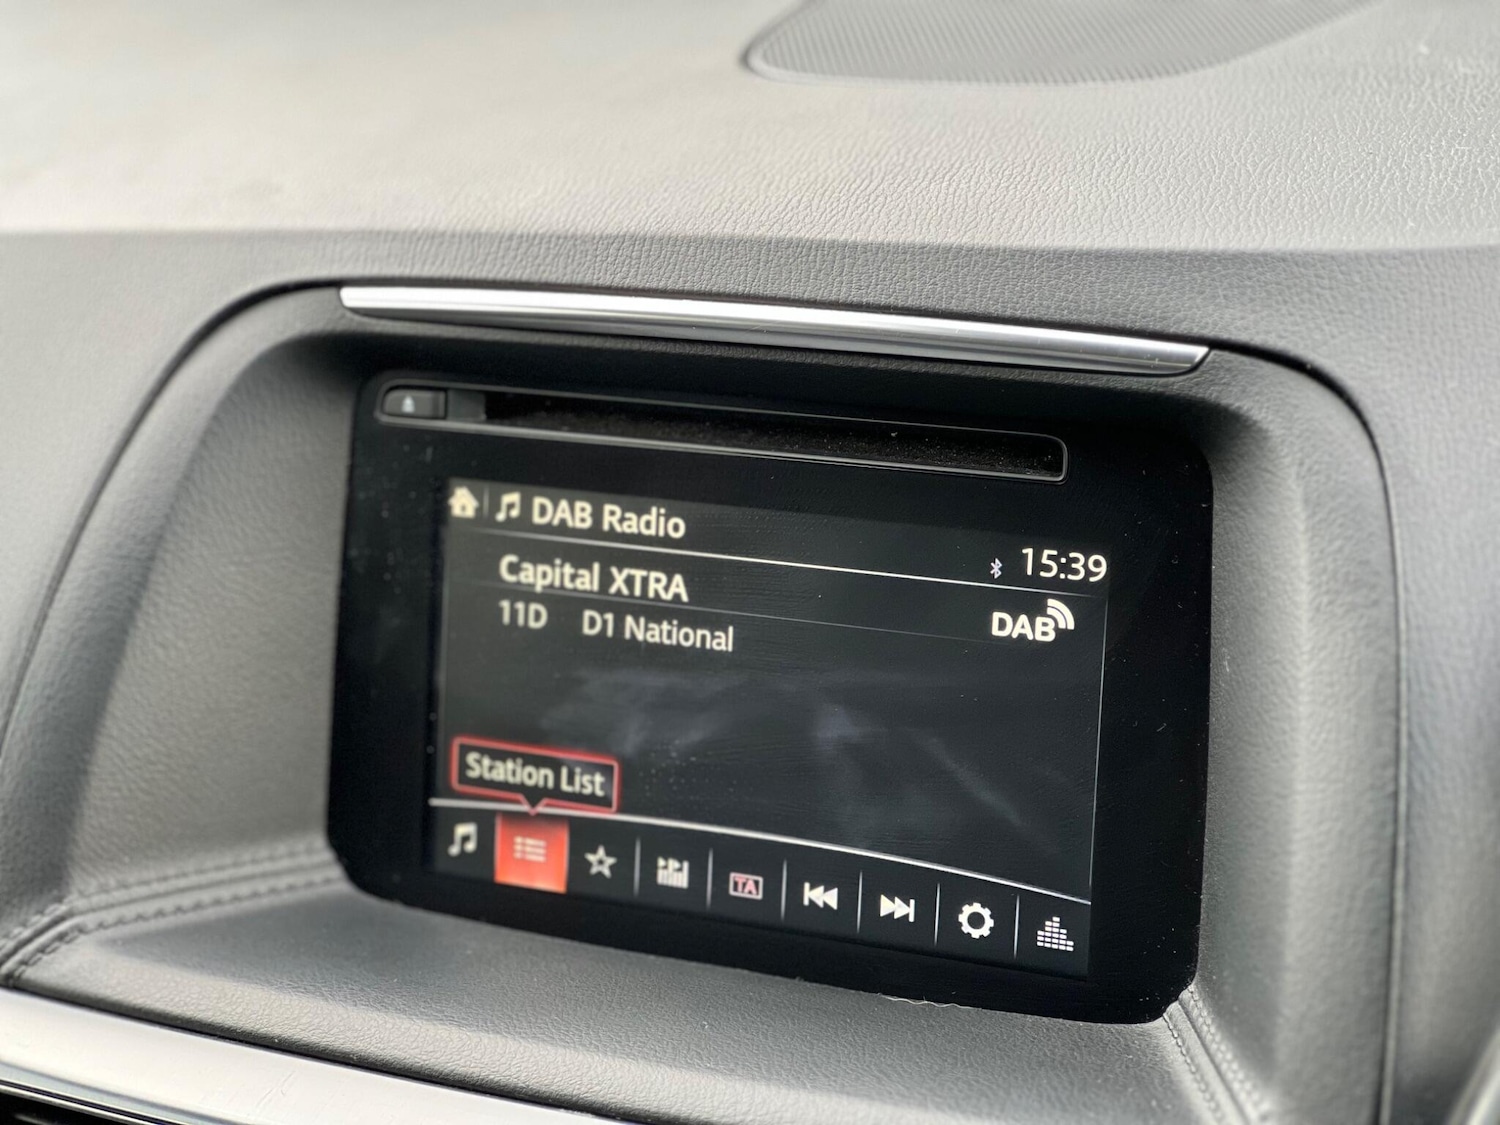 DAB Radio
15:39
Capital XTRA
DAB
11D D1 National
Station List
TA